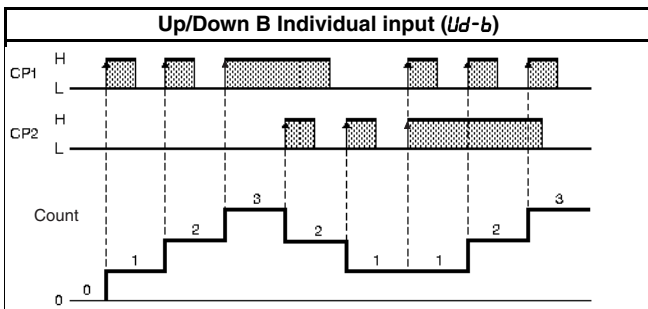 Up/Down B Individual input (Ud-b)
CP1 H
L
CP2 H
L
Count
0 1 2 3 2 1 1 2 3
0